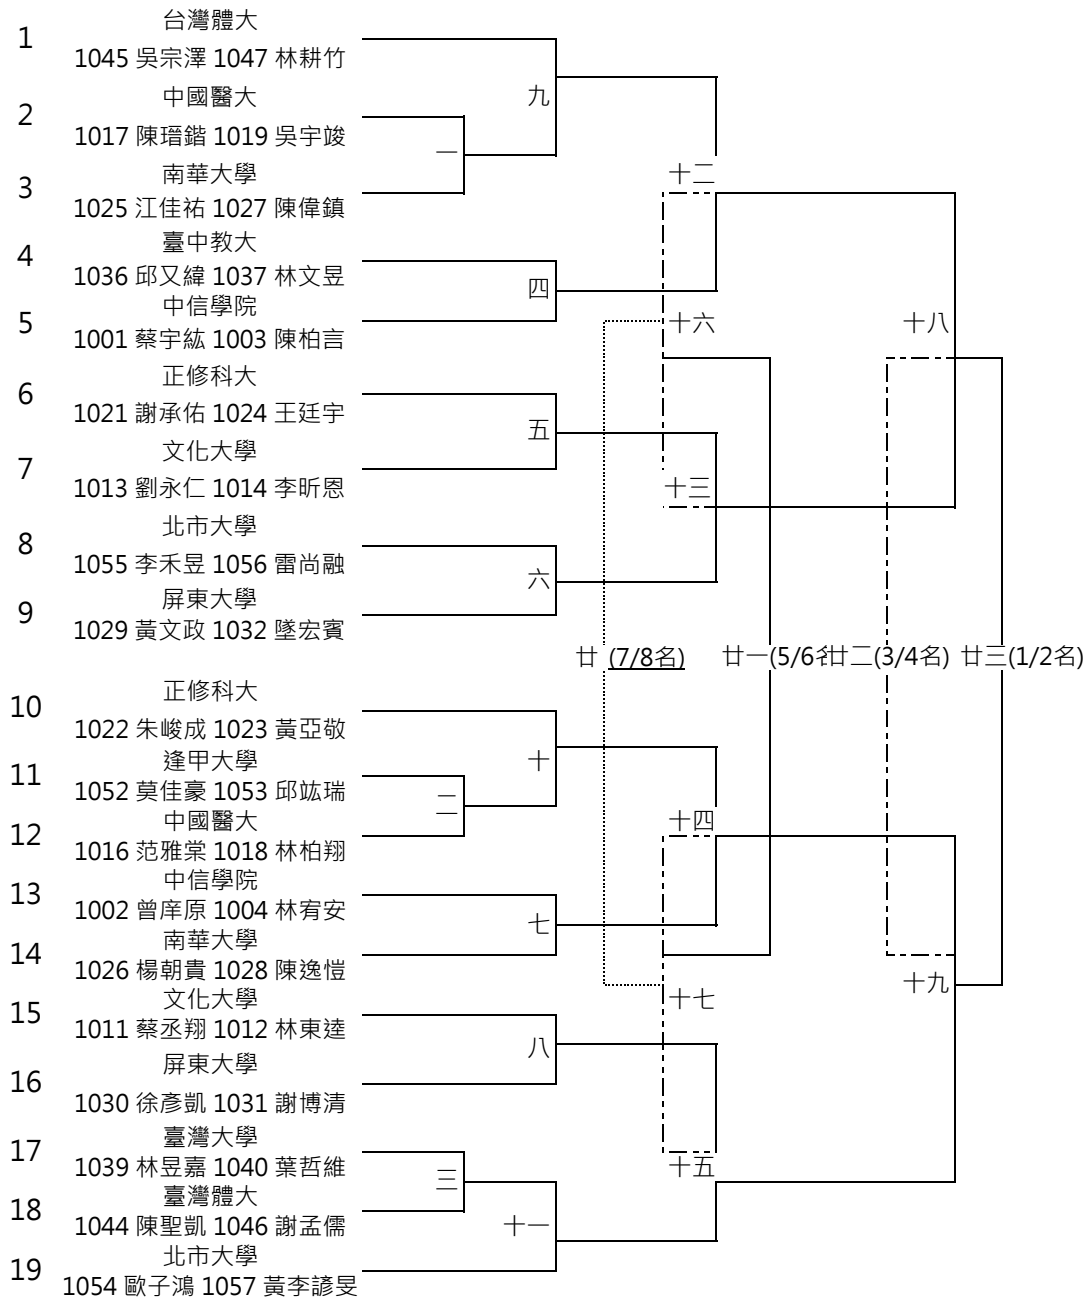 台灣體大
1
1045 吳宗澤 1047 林耕竹
九
中國醫大
2
1017 陳瑨鍇 1019 吳宇竣
一
南華大學
十二
3
1025 江佳祐 1027 陳偉鎮
臺中教大
4
1036 邱又緯 1037 林文昱
四
中信學院
5
十六
十八
1001 蔡宇紘 1003 陳柏言
正修科大
6
1021 謝承佑 1024 王廷宇
五
文化大學
7
1013 劉永仁 1014 李昕恩
十三
北市大學
8
1055 李禾昱 1056 雷尚融
六
屏東大學
9
1029 黃文政 1032 墜宏賓
廿 (7/8名)
廿一(5/6名
廿二(3/4名)
廿三(1/2名)
正修科大
10
1022 朱峻成 1023 黃亞敬
逢甲大學
十
11
1052 莫佳豪 1053 邱竑瑞
二
中國醫大
十四
12
1016 范雅棠 1018 林柏翔
中信學院
13
1002 曾庠原 1004 林宥安
七
南華大學
14
1026 楊朝貴 1028 陳逸愷
十九
文化大學
十七
15
1011 蔡丞翔 1012 林東逵
八
屏東大學
16
1030 徐彥凱 1031 謝博清
臺灣大學
17
1039 林昱嘉 1040 葉哲維
十五
三
臺灣體大
18
1044 陳聖凱 1046 謝孟儒
十一
北市大學
19
1054 歐子鴻 1057 黃李諺旻